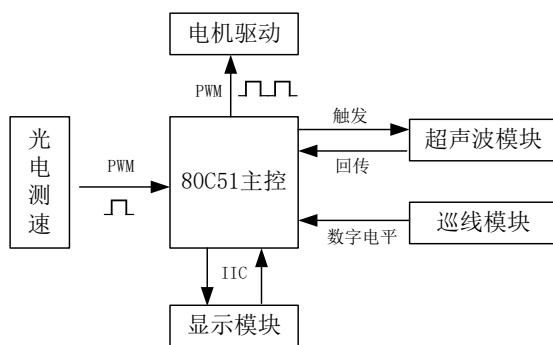 电机驱动
PWM
触发
光电测速
PWM
80C51主控
超声波模块
回传
巡线模块
数字电平
IIC
显示模块